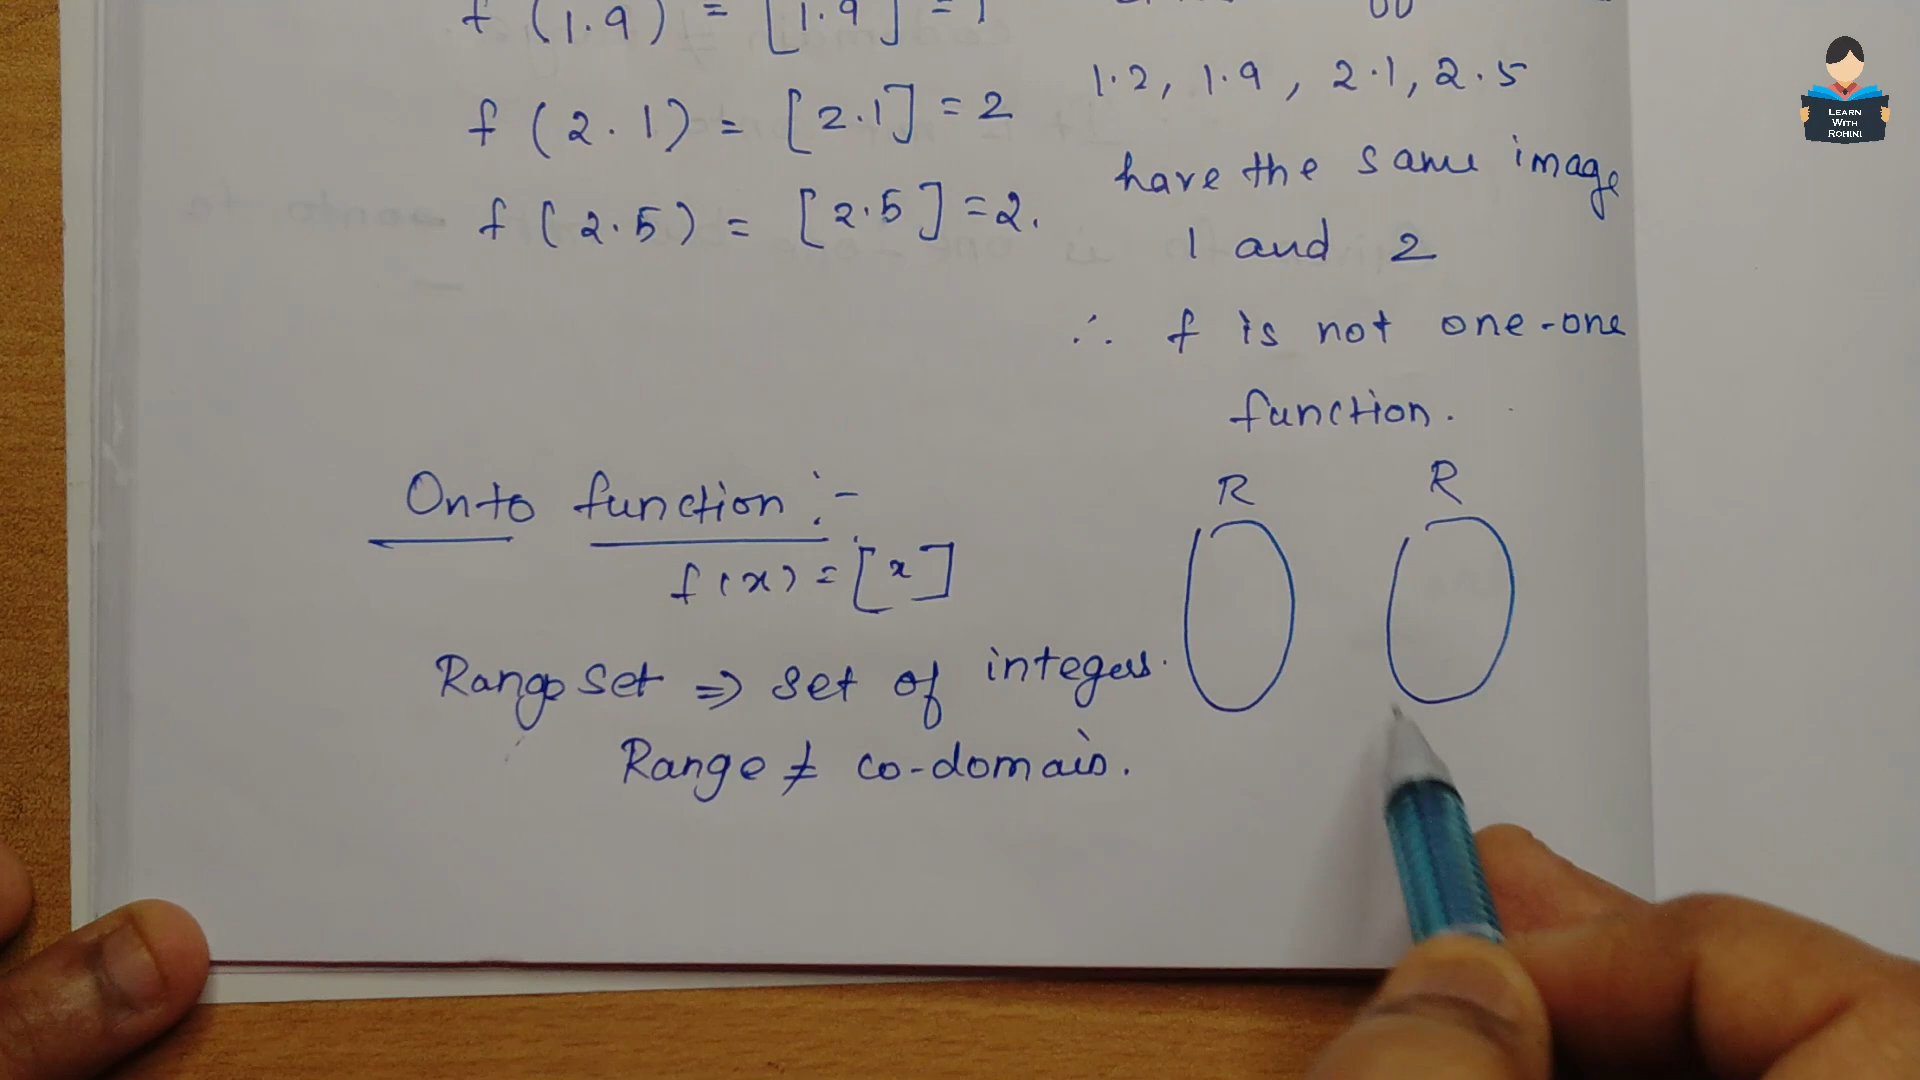 f (1.9) = [1.9] = 1
f (2.1) = [2.1] = 2
f (2.5) = [2.5] = 2.
1.2, 1.9, 2.1, 2.5
have the same image
1 and 2
∴ f is not one-one
function.
Onto function :-
f(x) = [x]
Range set ⇒ set of integers.
Range ≠ co-domain.
R R
LEARN
WITH
ROHINI